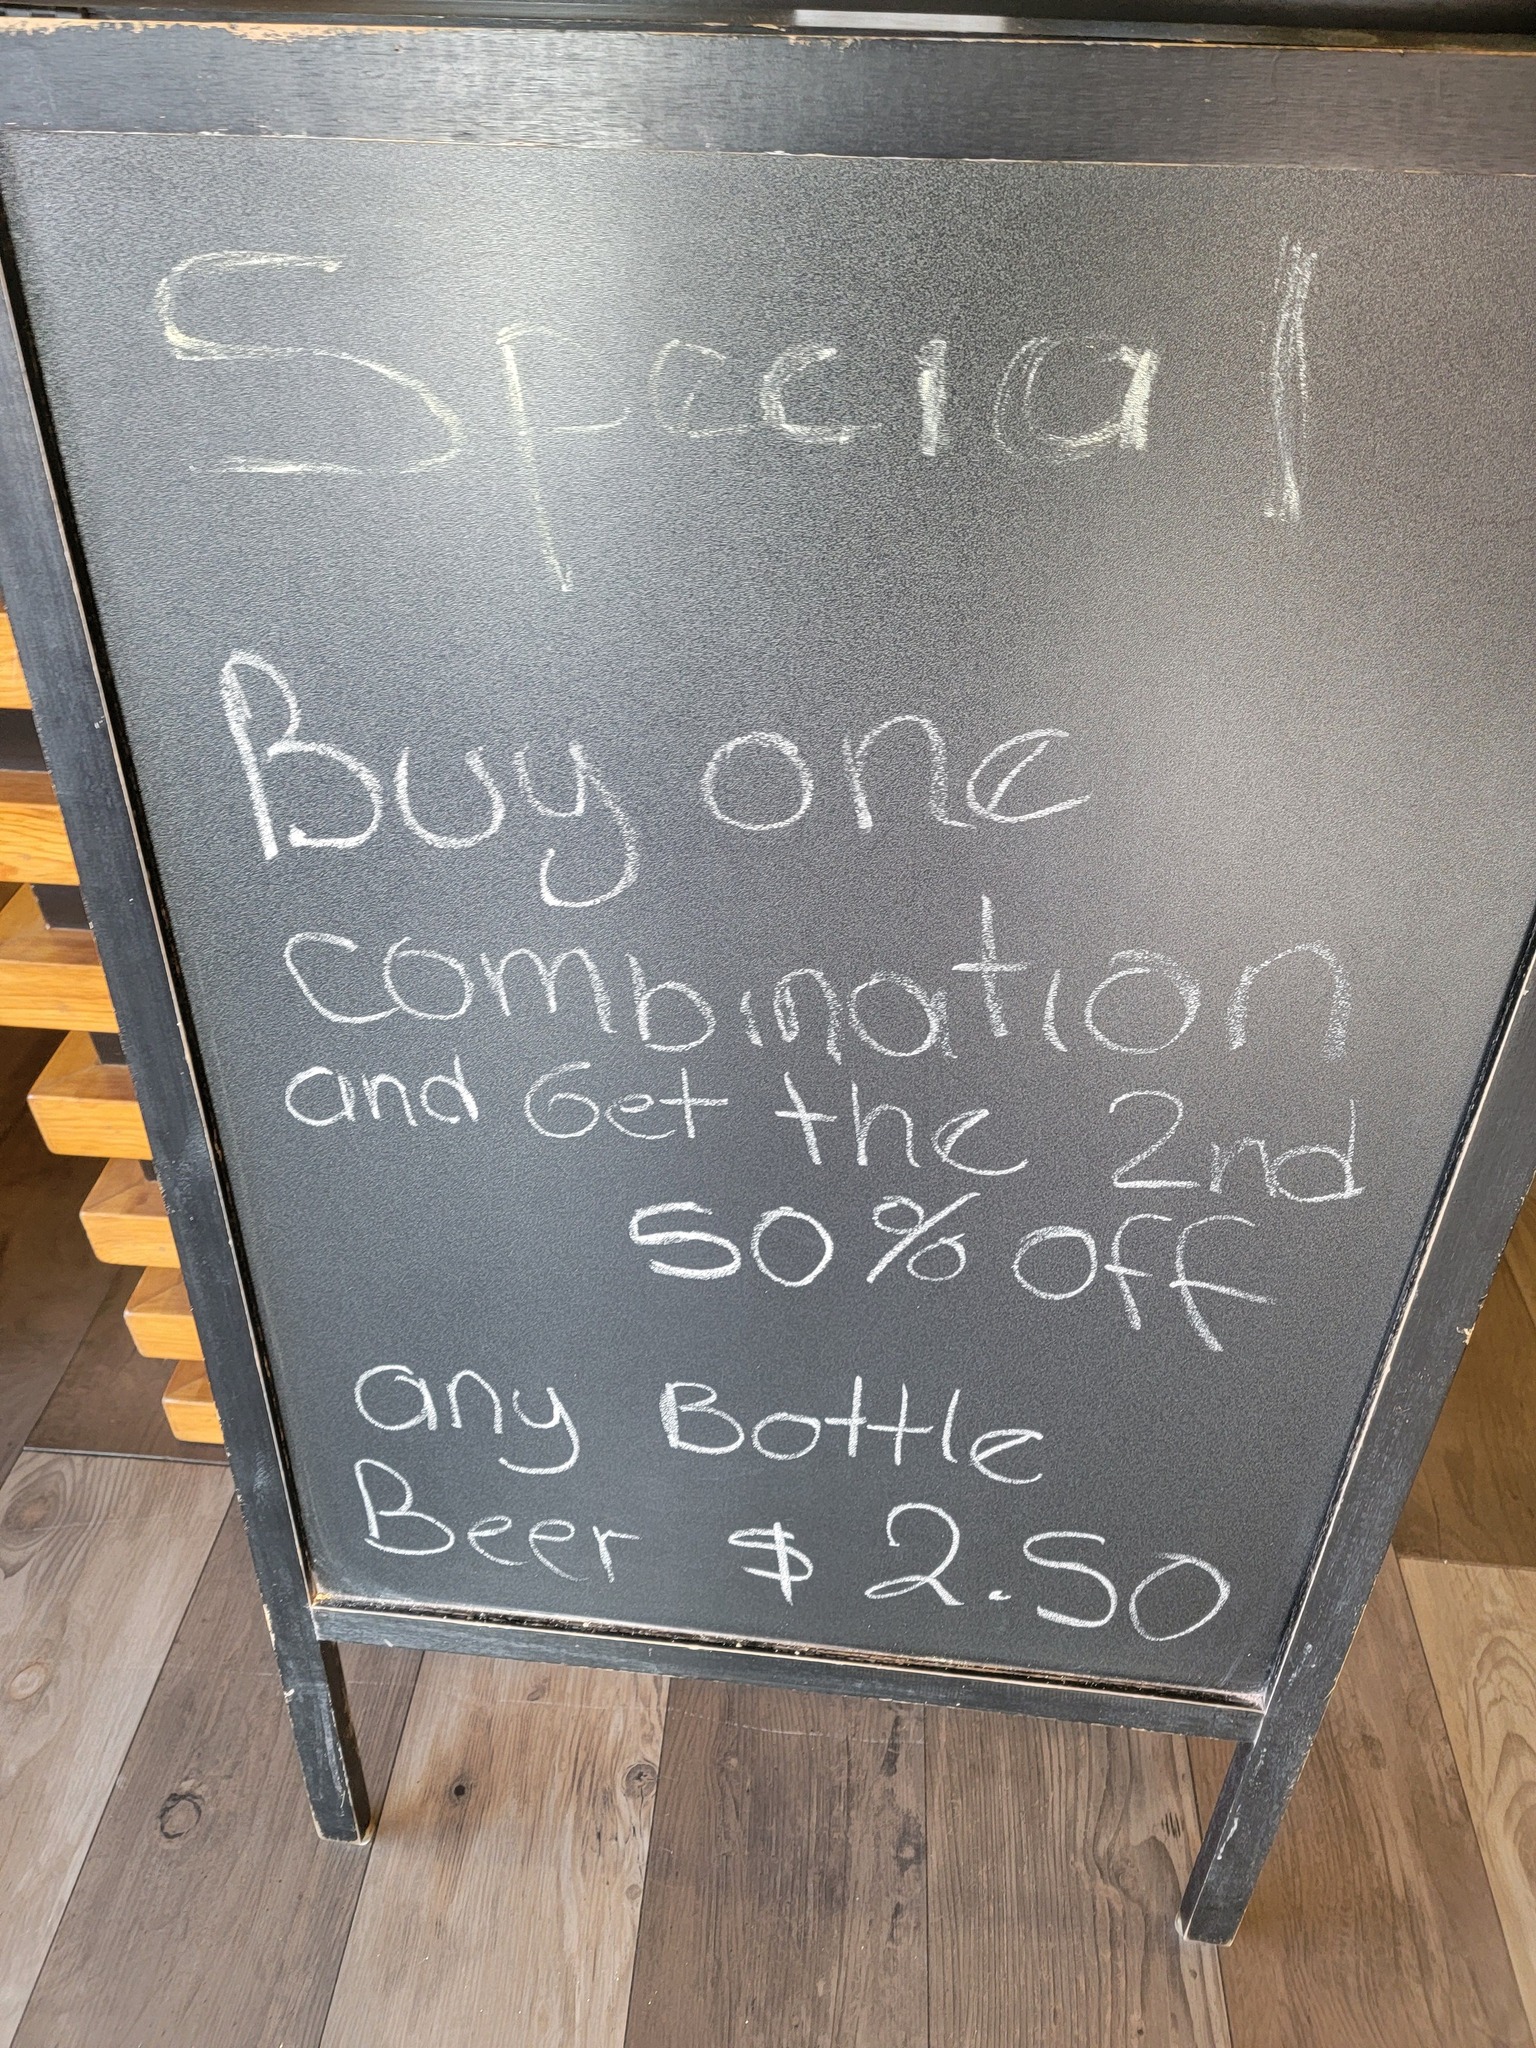 Special
Buy one
combination
and Get the 2nd
50% off
any Bottle
Beer $2.50